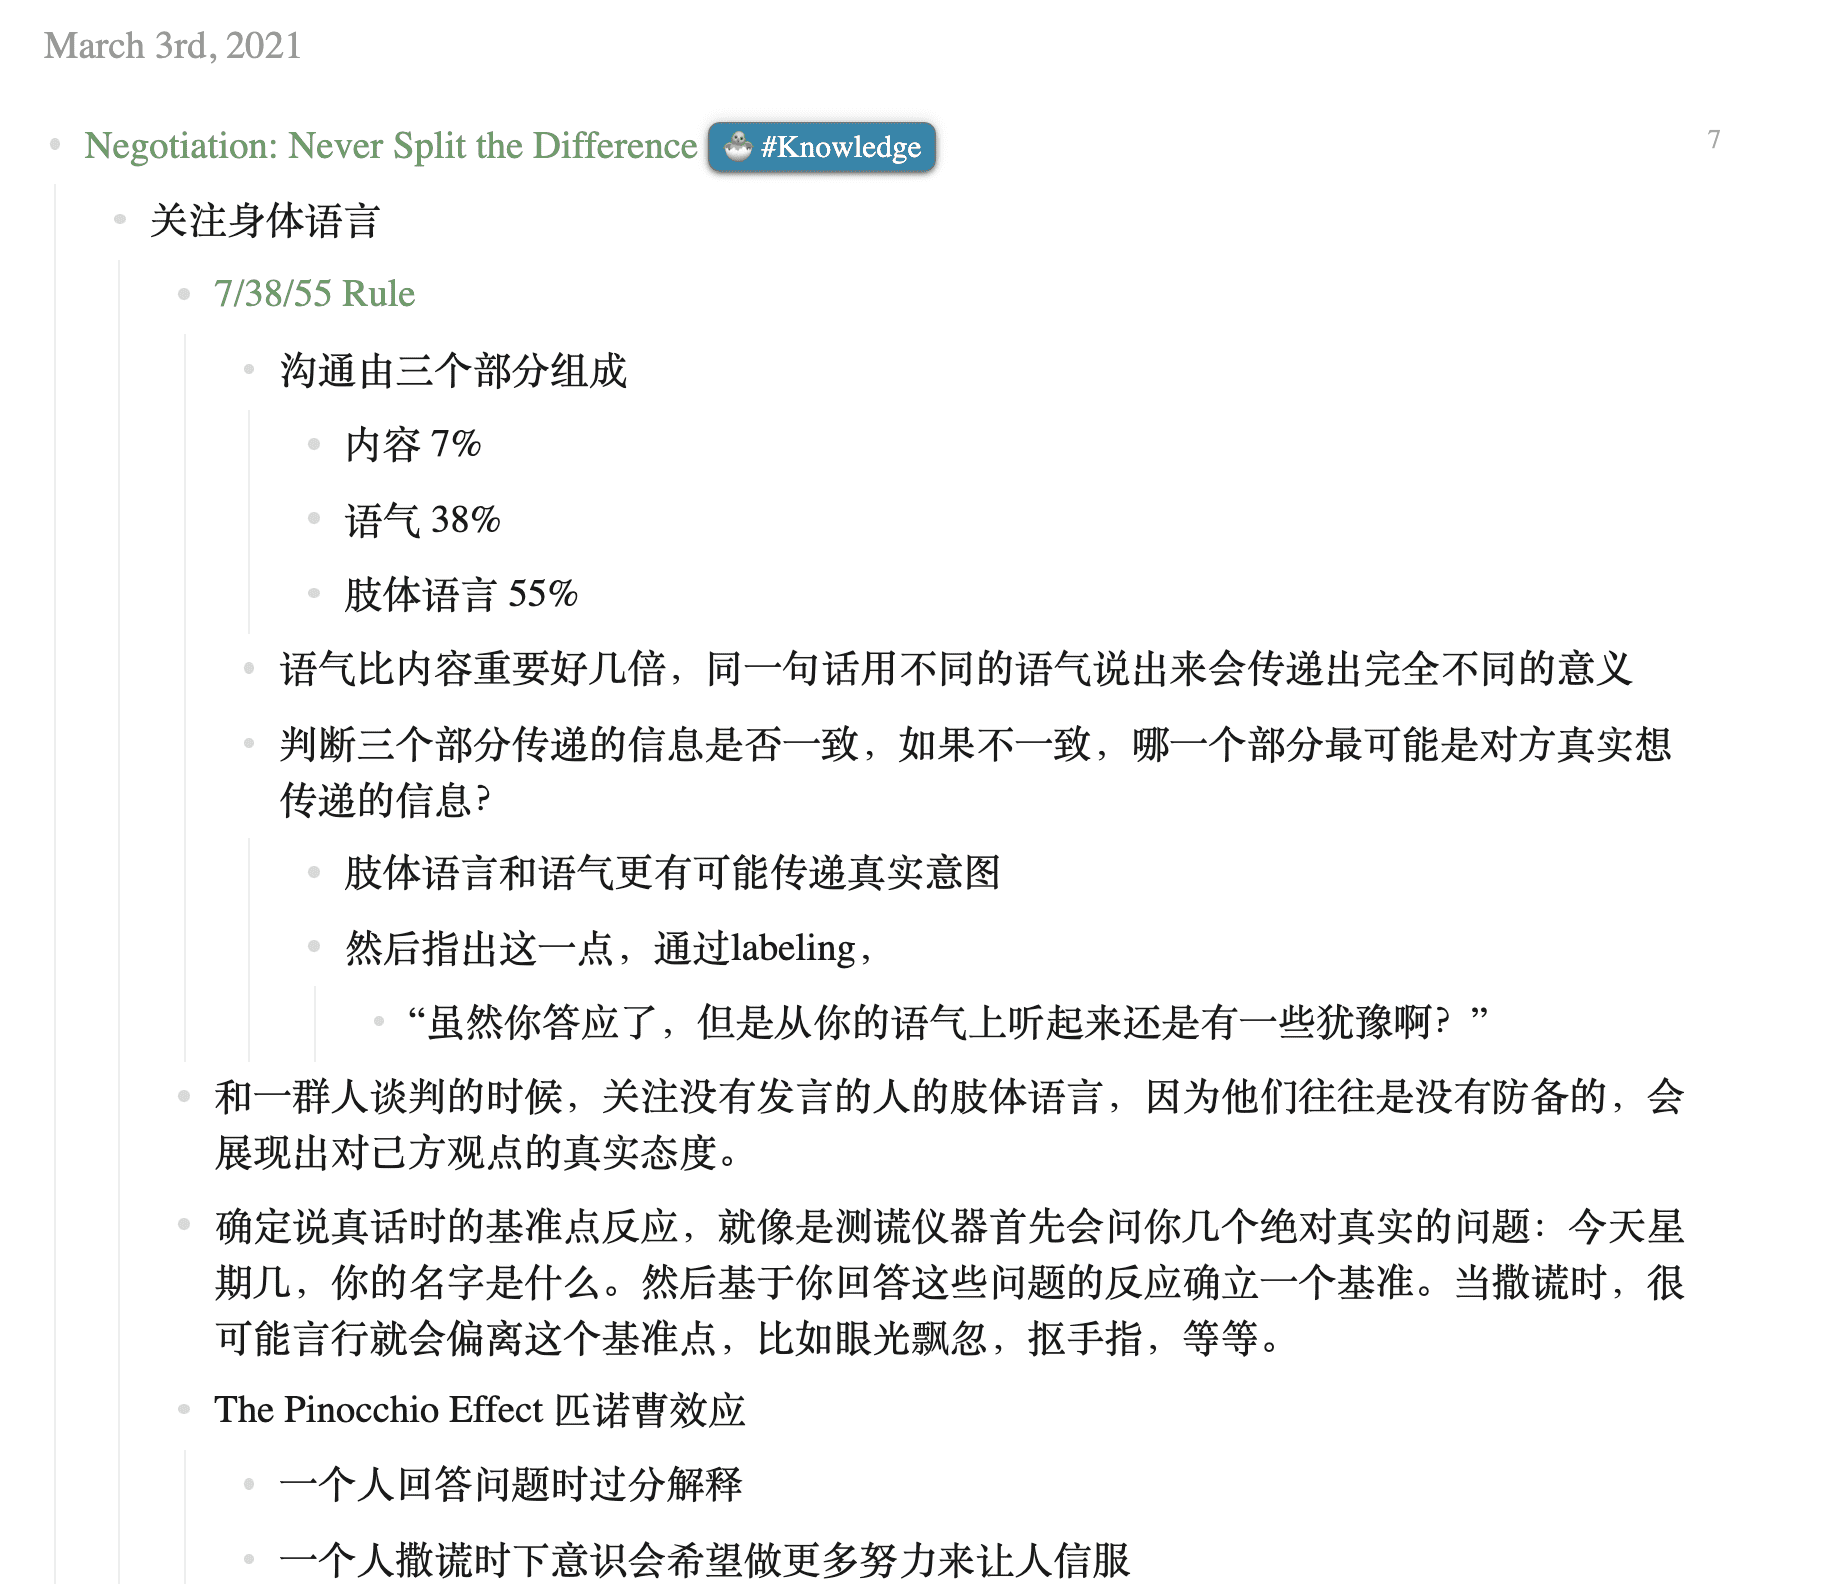 March 3rd, 2021
Negotiation: Never Split the Difference 🐣 #Knowledge 7
关注身体语言
7/38/55 Rule
沟通由三个部分组成
内容 7%
语气 38%
肢体语言 55%
语气比内容重要好几倍，同一句话用不同的语气说出来会传递出完全不同的意义
判断三个部分传递的信息是否一致，如果不一致，哪一个部分最可能是对方真实想
传递的信息？
肢体语言和语气更有可能传递真实意图
然后指出这一点，通过labeling，
“虽然你答应了，但是从你的语气上听起来还是有一些犹豫啊？”
和一群人谈判的时候，关注没有发言的人的肢体语言，因为他们往往是没有防备的，会
展现出对己方观点的真实态度。
确定说真话时的基准点反应，就像是测谎仪器首先会问你几个绝对真实的问题：今天星
期几，你的名字是什么。然后基于你回答这些问题的反应确立一个基准。当撒谎时，很
可能言行就会偏离这个基准点，比如眼光飘忽，抠手指，等等。
The Pinocchio Effect 匹诺曹效应
一个人回答问题时过分解释
一个人撒谎时下意识会希望做更多努力来让人信服